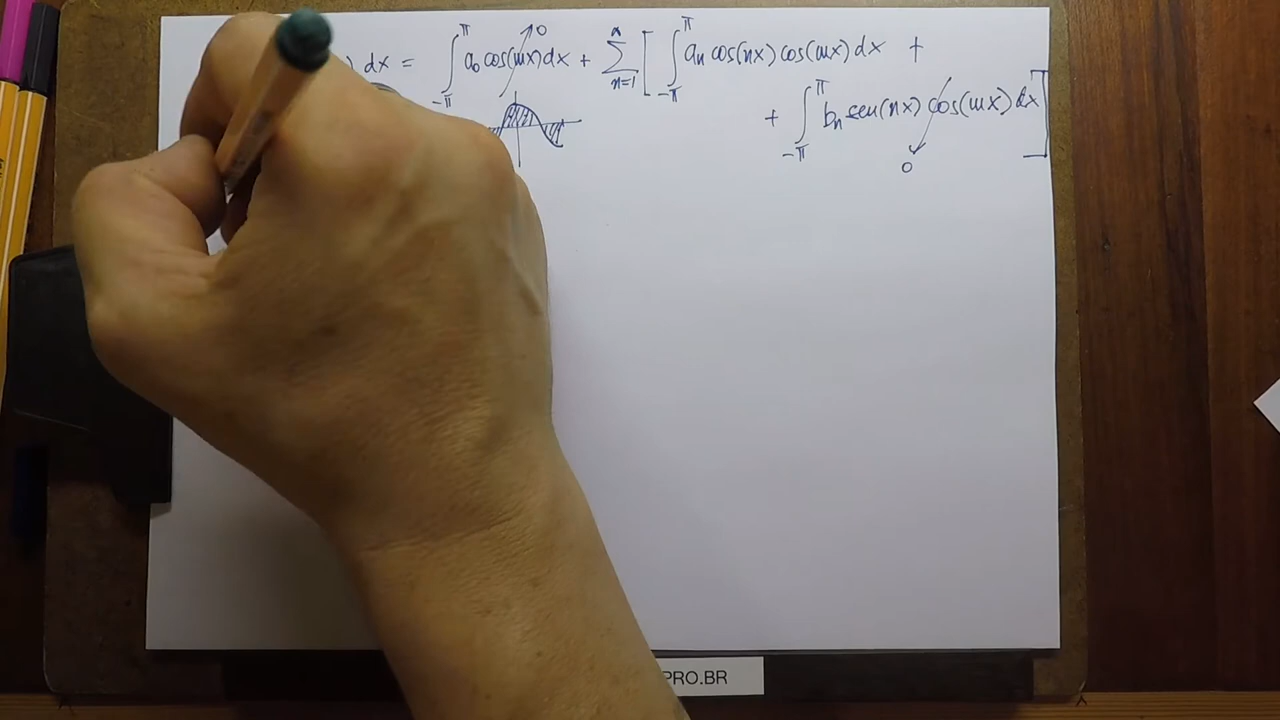 ) dx = ∫_{-π}^{π} a₀ cos(mx) dx + ∑_{n=1}^{∞} [ ∫_{-π}^{π} aₙ cos(nx) cos(mx) dx +
+ ∫_{-π}^{π} bₙ sen(nx) cos(mx) dx ]
0
0
PRO.BR